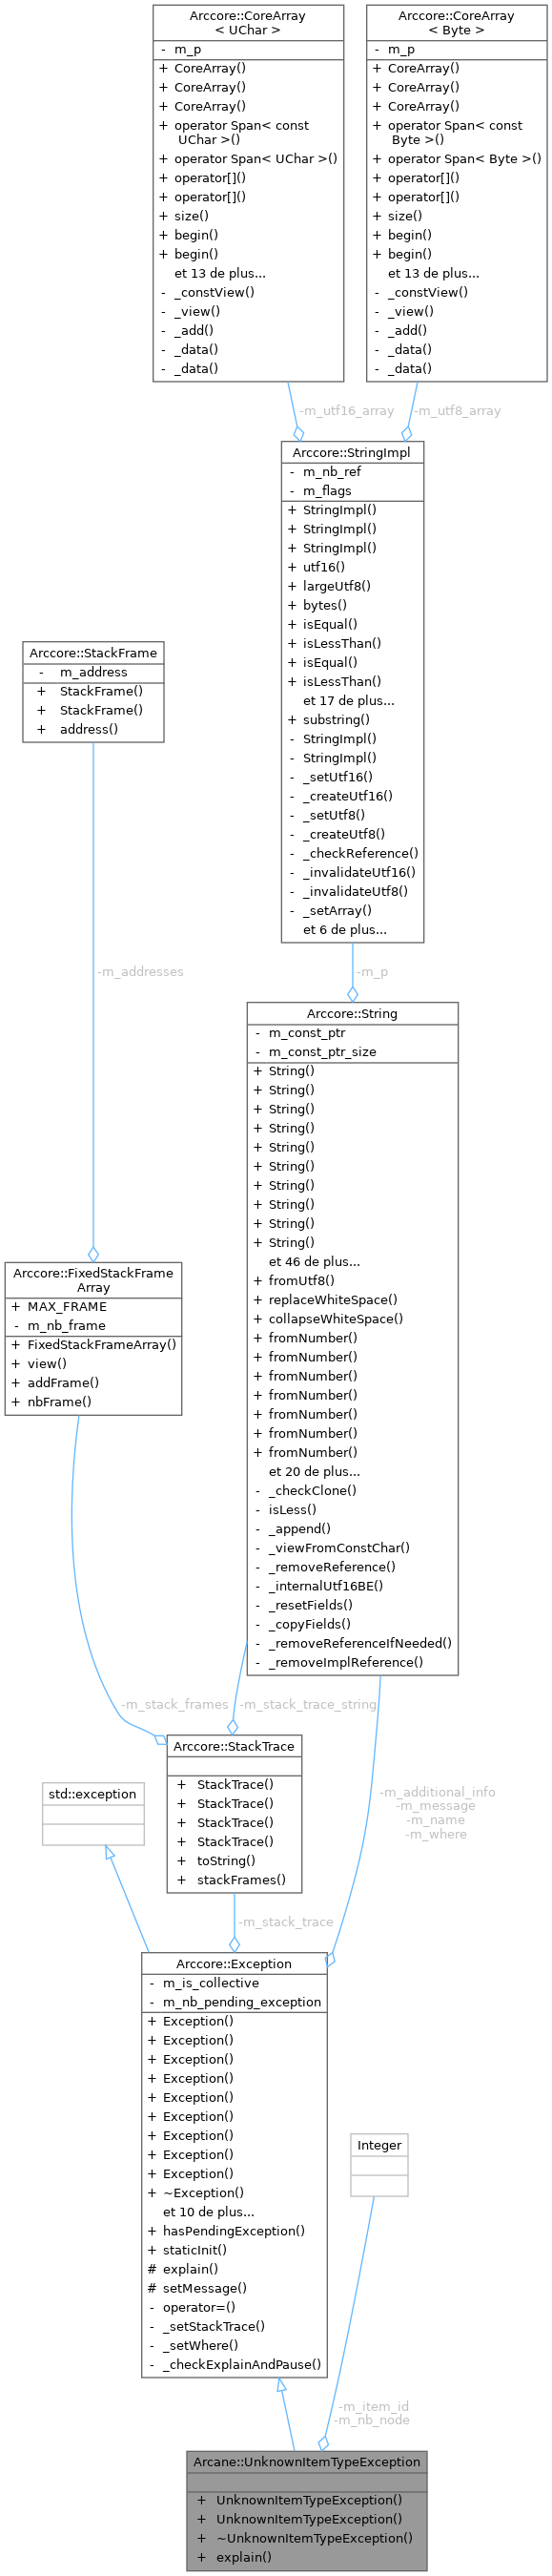 Arccore::CoreArray
< UChar >
- m_p
+ CoreArray()
+ CoreArray()
+ CoreArray()
+ operator Span< const
UChar >()
+ operator Span< UChar >()
+ operator[]()
+ operator[]()
+ size()
+ begin()
+ begin()
et 13 de plus...
- _constView()
- _view()
- _add()
- _data()
- _data()
Arccore::CoreArray
< Byte >
- m_p
+ CoreArray()
+ CoreArray()
+ CoreArray()
+ operator Span< const
Byte >()
+ operator Span< Byte >()
+ operator[]()
+ operator[]()
+ size()
+ begin()
+ begin()
et 13 de plus...
- _constView()
- _view()
- _add()
- _data()
- _data()
-m_utf16_array
-m_utf8_array
Arccore::StringImpl
- m_nb_ref
- m_flags
+ StringImpl()
+ StringImpl()
+ StringImpl()
+ utf16()
+ largeUtf8()
+ bytes()
+ isEqual()
+ isLessThan()
+ isEqual()
+ isLessThan()
et 17 de plus...
+ substring()
- StringImpl()
- StringImpl()
- _setUtf16()
- _createUtf16()
- _setUtf8()
- _createUtf8()
- _checkReference()
- _invalidateUtf16()
- _invalidateUtf8()
- _setArray()
et 6 de plus...
Arccore::StackFrame
- m_address
+ StackFrame()
+ StackFrame()
+ address()
-m_addresses
-m_p
Arccore::String
- m_const_ptr
- m_const_ptr_size
+ String()
+ String()
+ String()
+ String()
+ String()
+ String()
+ String()
+ String()
+ String()
+ String()
et 46 de plus...
+ fromUtf8()
+ replaceWhiteSpace()
+ collapseWhiteSpace()
+ fromNumber()
+ fromNumber()
+ fromNumber()
+ fromNumber()
+ fromNumber()
+ fromNumber()
+ fromNumber()
et 20 de plus...
- _checkClone()
- isLess()
- _append()
- _viewFromConstChar()
- _removeReference()
- _internalUtf16BE()
- _resetFields()
- _copyFields()
- _removeReferenceIfNeeded()
- _removeImplReference()
Arccore::FixedStackFrame
Array
+ MAX_FRAME
- m_nb_frame
+ FixedStackFrameArray()
+ view()
+ addFrame()
+ nbFrame()
-m_stack_frames
-m_stack_trace_string
Arccore::StackTrace
+ StackTrace()
+ StackTrace()
+ StackTrace()
+ StackTrace()
+ toString()
+ stackFrames()
std::exception
-m_additional_info
-m_message
-m_name
-m_where
-m_stack_trace
Arccore::Exception
- m_is_collective
- m_nb_pending_exception
+ Exception()
+ Exception()
+ Exception()
+ Exception()
+ Exception()
+ Exception()
+ Exception()
+ Exception()
+ Exception()
+ ~Exception()
et 10 de plus...
+ hasPendingException()
+ staticInit()
# explain()
# setMessage()
- operator=()
- _setStackTrace()
- _setWhere()
- _checkExplainAndPause()
Integer
-m_item_id
-m_nb_node
Arcane::UnknownItemTypeException
+ UnknownItemTypeException()
+ UnknownItemTypeException()
+ ~UnknownItemTypeException()
+ explain()